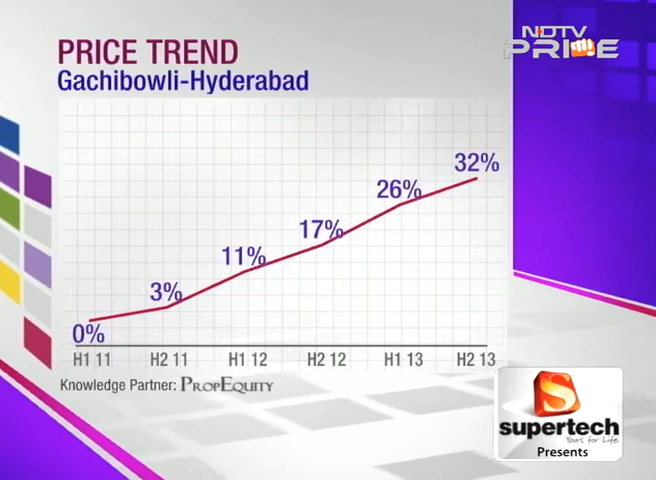 PRICE TREND
Gachibowli-Hyderabad
NDTV
PRIME
32%
26%
17%
11%
3%
0%
H1 11 H2 11 H1 12 H2 12 H1 13 H2 13
Knowledge Partner: PROPEQUITY
S
supertech
Yours for Life
Presents